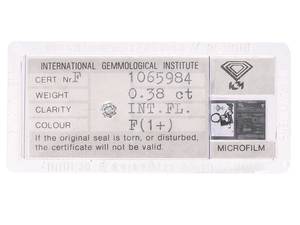 INTERNATIONAL GEMMOLOGICAL INSTITUTE
CERT. Nr F 1065984
WEIGHT 0.38 ct
CLARITY INT.FL.
COLOUR F(1+)
If the original seal is torn, or disturbed,
the certificate will not be valid.
MICROFILM